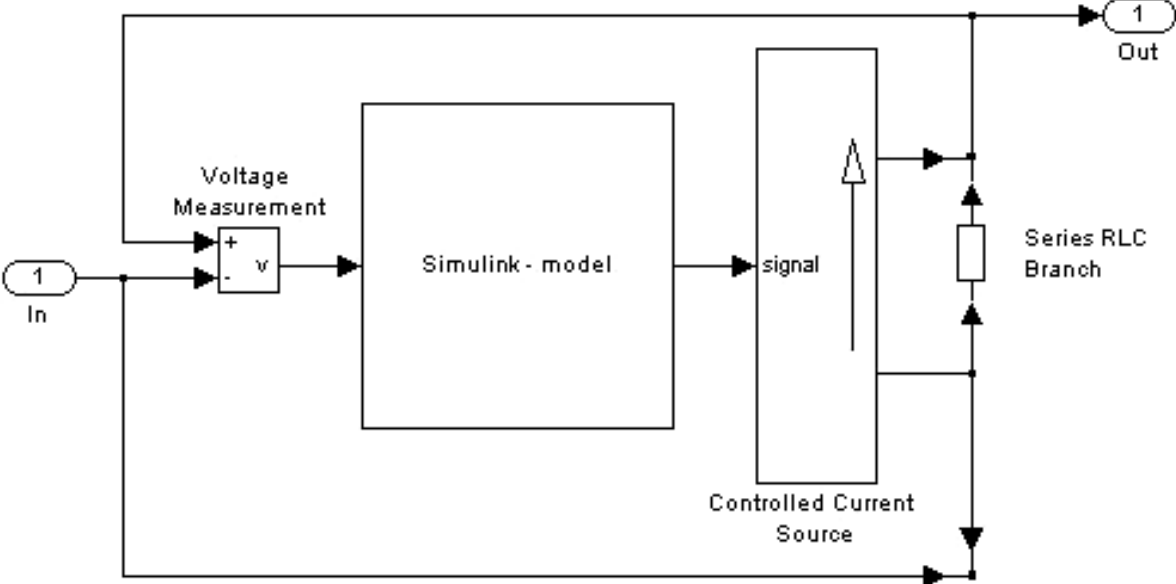 1
Out
Voltage
Measurement
+
-
v
1
In
Simulink - model
signal
Series RLC
Branch
Controlled Current
Source